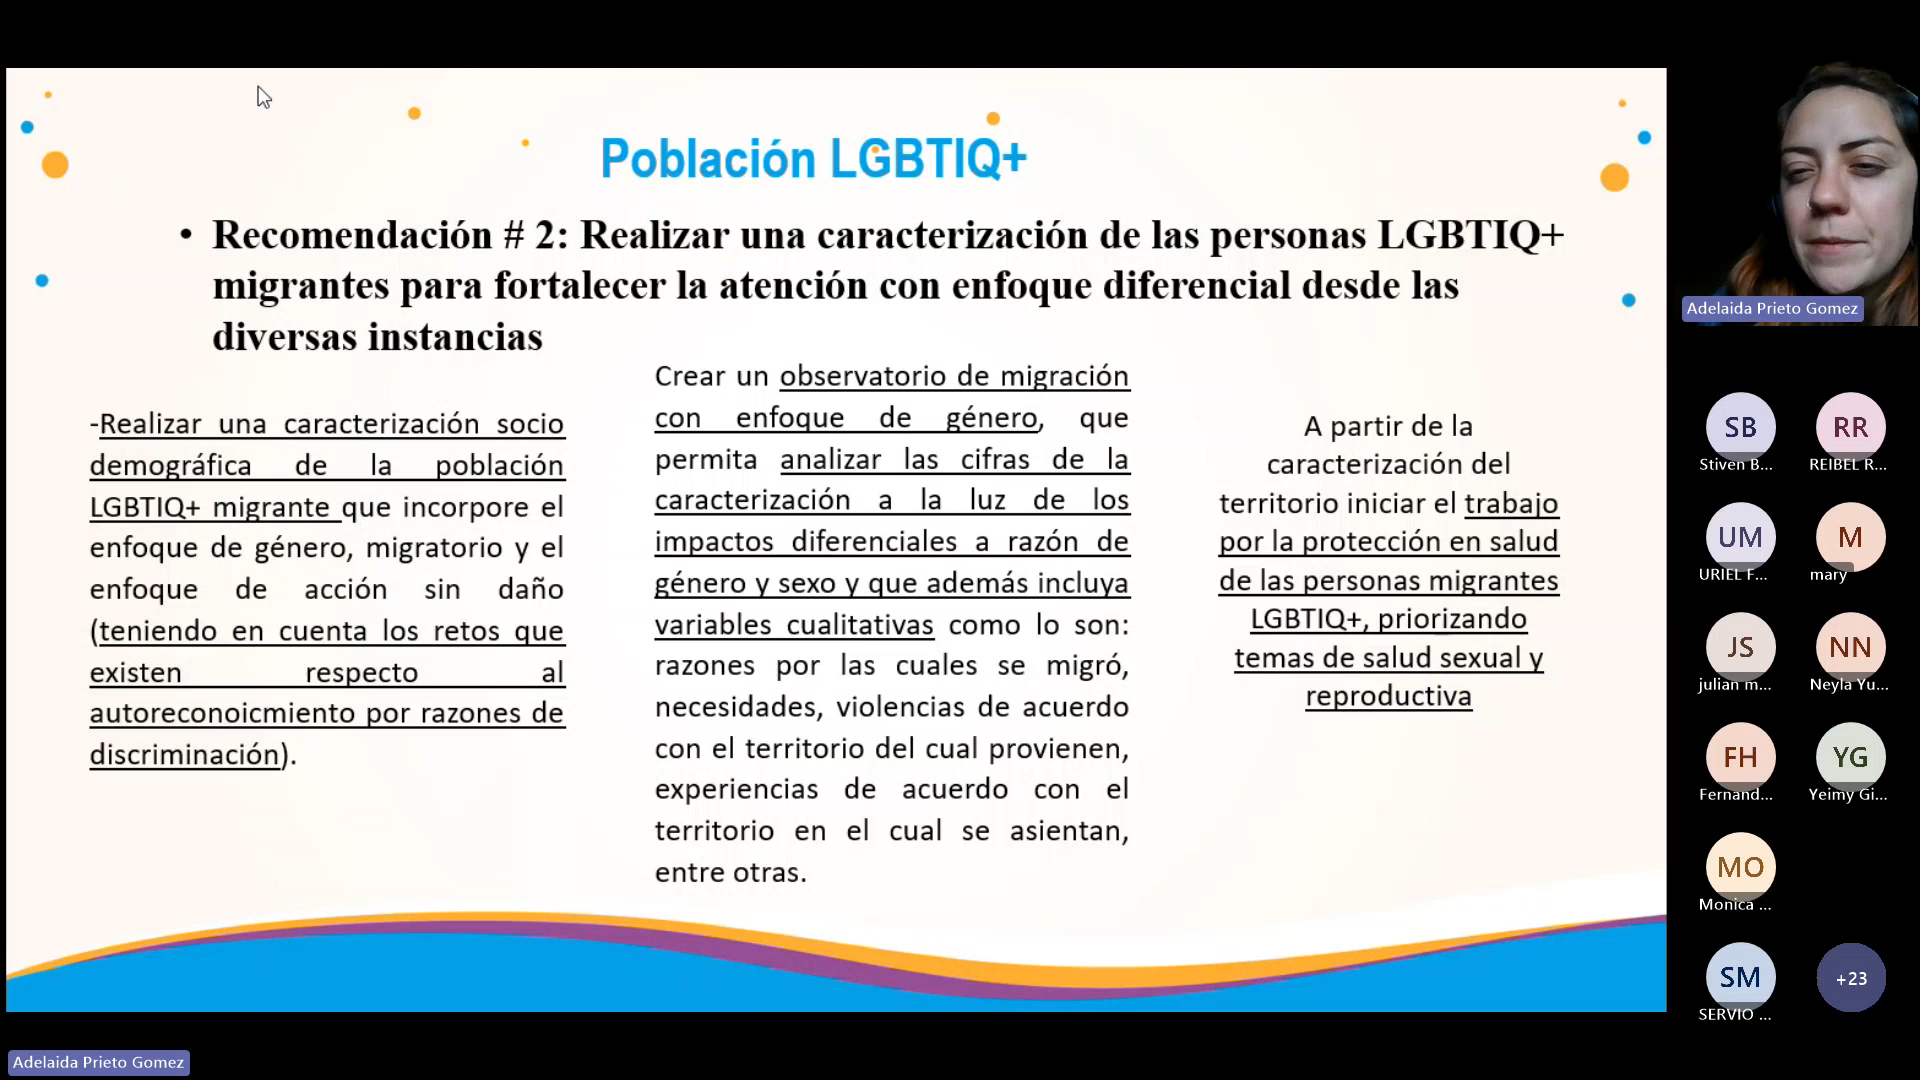 Población LGBTIQ+
• Recomendación # 2: Realizar una caracterización de las personas LGBTIQ+
migrantes para fortalecer la atención con enfoque diferencial desde las
diversas instancias
-Realizar una caracterización socio
demográfica de la población
LGBTIQ+ migrante que incorpore el
enfoque de género, migratorio y el
enfoque de acción sin daño
(teniendo en cuenta los retos que
existen respecto al
autoreconoicmiento por razones de
discriminación).
Crear un observatorio de migración
con enfoque de género, que
permita analizar las cifras de la
caracterización a la luz de los
impactos diferenciales a razón de
género y sexo y que además incluya
variables cualitativas como lo son:
razones por las cuales se migró,
necesidades, violencias de acuerdo
con el territorio del cual provienen,
experiencias de acuerdo con el
territorio en el cual se asientan,
entre otras.
A partir de la
caracterización del
territorio iniciar el trabajo
por la protección en salud
de las personas migrantes
LGBTIQ+, priorizando
temas de salud sexual y
reproductiva
Adelaida Prieto Gomez
SB
RR
Stiven B...
REIBEL R...
UM
M
URIEL F...
mary
JS
NN
julian m...
Neyla Yu...
FH
YG
Fernand...
Yeimy Gi...
MO
Monica ...
SM
+23
SERVIO ...
Adelaida Prieto Gomez